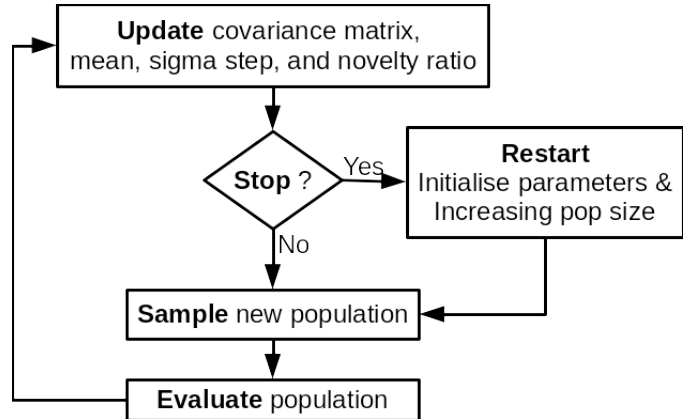 Update covariance matrix,
mean, sigma step, and novelty ratio
Stop ?
Yes
Restart
Initialise parameters &
Increasing pop size
No
Sample new population
Evaluate population